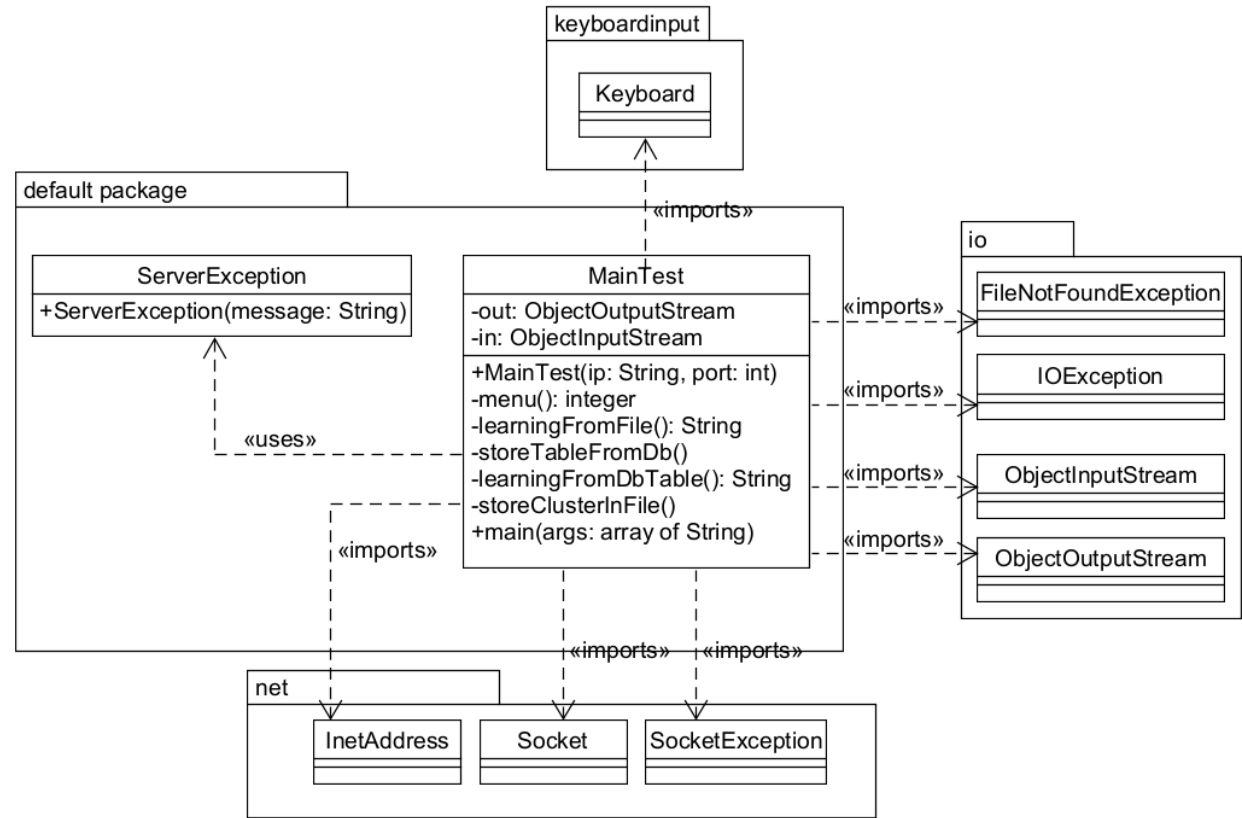 keyboardinput
Keyboard
«imports»
default package
ServerException
+ServerException(message: String)
«uses»
MainTest
-out: ObjectOutputStream
-in: ObjectInputStream
+MainTest(ip: String, port: int)
-menu(): integer
-learningFromFile(): String
-storeTableFromDb()
-learningFromDbTable(): String
-storeClusterInFile()
+main(args: array of String)
«imports»
«imports»
«imports»
«imports»
io
FileNotFoundException
IOException
ObjectInputStream
ObjectOutputStream
«imports»
«imports»
«imports»
net
InetAddress
Socket
SocketException